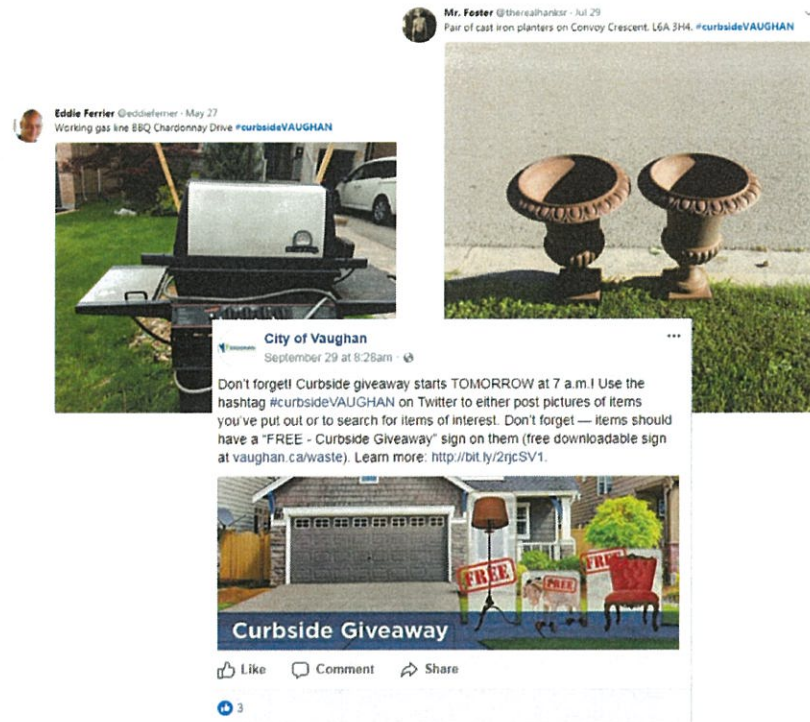 Mr. Foster @therealhanksr · Jul 29
Pair of cast iron planters on Convoy Crescent. L6A 3H4. #curbsideVAUGHAN
Eddie Ferrier @eddieferrier · May 27
Working gas line BBQ Chardonnay Drive #curbsideVAUGHAN
City of Vaughan
September 29 at 8:28am ·
Don't forget! Curbside giveaway starts TOMORROW at 7 a.m.! Use the
hashtag #curbsideVAUGHAN on Twitter to either post pictures of items
you've put out or to search for items of interest. Don't forget — items should
have a "FREE - Curbside Giveaway" sign on them (free downloadable sign
at vaughan.ca/waste). Learn more: http://bit.ly/2rjcSV1.
FREE
FREE
FREE
Curbside Giveaway
Like Comment Share
3